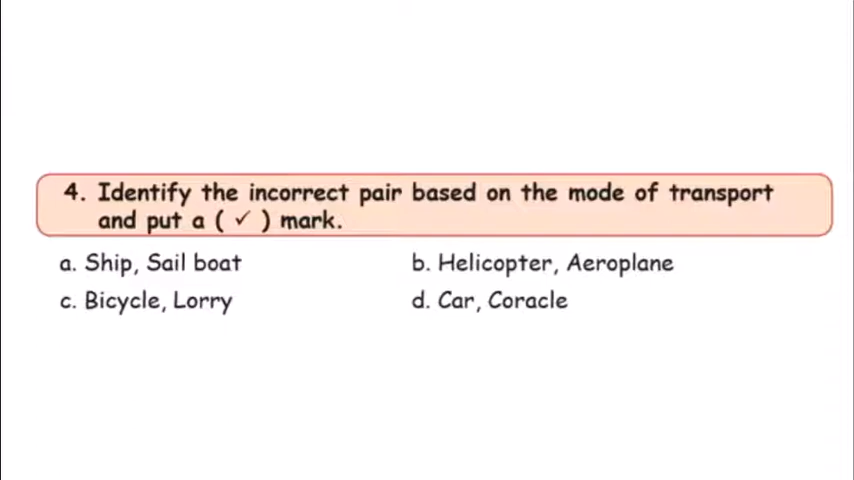 4. Identify the incorrect pair based on the mode of transport
and put a ( ✓ ) mark.
a. Ship, Sail boat b. Helicopter, Aeroplane
c. Bicycle, Lorry d. Car, Coracle